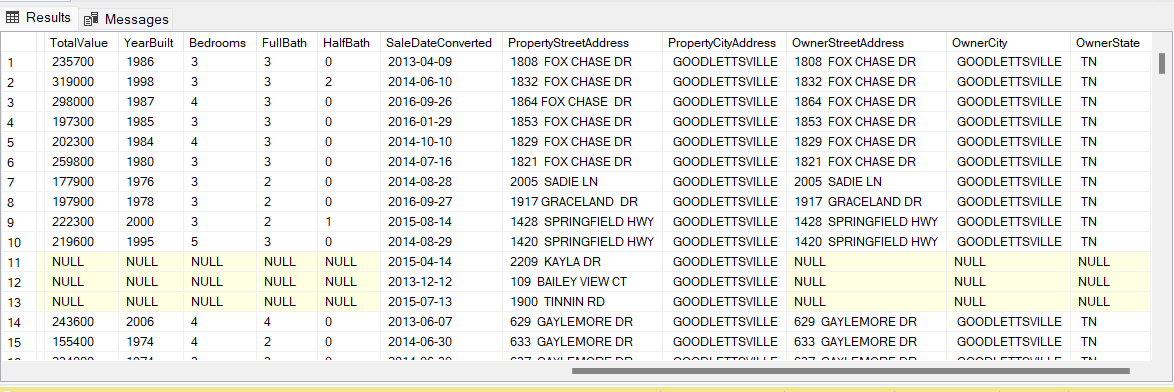 Results Messages
TotalValue YearBuilt Bedrooms FullBath HalfBath SaleDateConverted PropertyStreetAddress PropertyCityAddress OwnerStreetAddress OwnerCity OwnerState
1 235700 1986 3 3 0 2013-04-09 1808 FOX CHASE DR GOODLETTSVILLE 1808 FOX CHASE DR GOODLETTSVILLE TN
2 319000 1998 3 3 2 2014-06-10 1832 FOX CHASE DR GOODLETTSVILLE 1832 FOX CHASE DR GOODLETTSVILLE TN
3 298000 1987 4 3 0 2016-09-26 1864 FOX CHASE DR GOODLETTSVILLE 1864 FOX CHASE DR GOODLETTSVILLE TN
4 197300 1985 3 3 0 2016-01-29 1853 FOX CHASE DR GOODLETTSVILLE 1853 FOX CHASE DR GOODLETTSVILLE TN
5 202300 1984 4 3 0 2014-10-10 1829 FOX CHASE DR GOODLETTSVILLE 1829 FOX CHASE DR GOODLETTSVILLE TN
6 259800 1980 3 3 0 2014-07-16 1821 FOX CHASE DR GOODLETTSVILLE 1821 FOX CHASE DR GOODLETTSVILLE TN
7 177900 1976 3 2 0 2014-08-28 2005 SADIE LN GOODLETTSVILLE 2005 SADIE LN GOODLETTSVILLE TN
8 197900 1978 3 2 0 2016-09-27 1917 GRACELAND DR GOODLETTSVILLE 1917 GRACELAND DR GOODLETTSVILLE TN
9 222300 2000 3 2 1 2015-08-14 1428 SPRINGFIELD HWY GOODLETTSVILLE 1428 SPRINGFIELD HWY GOODLETTSVILLE TN
10 219600 1995 5 3 0 2014-08-29 1420 SPRINGFIELD HWY GOODLETTSVILLE 1420 SPRINGFIELD HWY GOODLETTSVILLE TN
11 NULL NULL NULL NULL NULL 2015-04-14 2209 KAYLA DR GOODLETTSVILLE NULL NULL NULL
12 NULL NULL NULL NULL NULL 2013-12-12 109 BAILEY VIEW CT GOODLETTSVILLE NULL NULL NULL
13 NULL NULL NULL NULL NULL 2015-07-13 1900 TINNIN RD GOODLETTSVILLE NULL NULL NULL
14 243600 2006 4 4 0 2013-06-07 629 GAYLEMORE DR GOODLETTSVILLE 629 GAYLEMORE DR GOODLETTSVILLE TN
15 155400 1974 4 2 0 2014-06-30 633 GAYLEMORE DR GOODLETTSVILLE 633 GAYLEMORE DR GOODLETTSVILLE TN